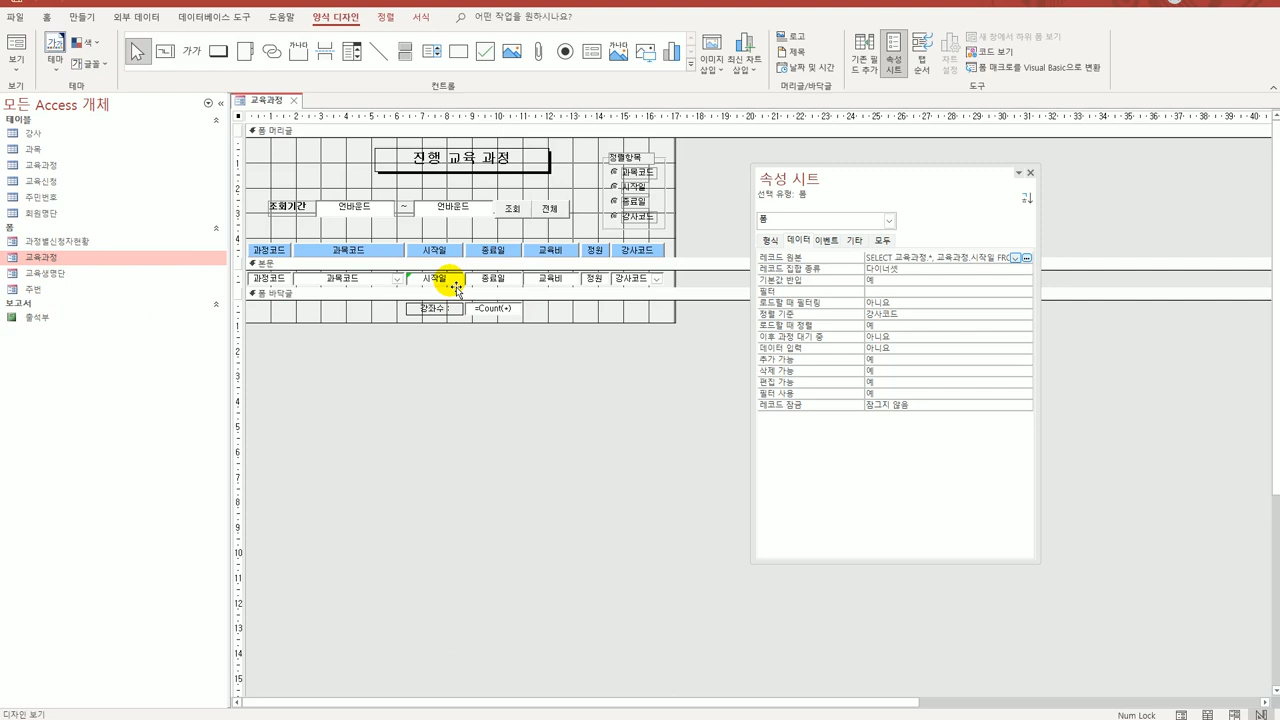 파일 홈 만들기 외부 데이터 데이터베이스 도구 도움말 양식 디자인 정렬 서식 어떤 작업을 원하시나요?
보기
테마
색
글꼴
가가
가나다
가나다
이미지 삽입
최신 차트 삽입
로고
제목
날짜 및 시간
기존 필드 추가
속성 시트
탭 순서
차트 설정
새 창에서 하위 폼 보기
코드 보기
폼 매크로를 Visual Basic으로 변환
보기 테마 컨트롤 머리글/바닥글 도구
모든 Access 개체
테이블
강사
과목
교육과정
교육신청
주민번호
회원명단
폼
과정별신청자현황
교육과정
교육생명단
주번
보고서
출석부
교육과정
폼 머리글
진행 교육 과정
정렬항목
과목코드
시작일
종료일
강사코드
조회기간 언바운드 ~ 언바운드 조회 전체
과정코드 과목코드 시작일 종료일 교육비 정원 강사코드
본문
과정코드 과목코드 시작일 종료일 교육비 정원 강사코드
폼 바닥글
강좌수 : =Count(*)
속성 시트
선택 유형: 폼
폼
형식 데이터 이벤트 기타 모두
레코드 원본 SELECT 교육과정.*, 교육과정.시작일 FRO
레코드 집합 종류 다이너셋
기본값 반입 예
필터
로드할 때 필터링 아니요
정렬 기준 강사코드
로드할 때 정렬 예
이후 과정 대기 중 아니요
데이터 입력 아니요
추가 가능 예
삭제 가능 예
편집 가능 예
필터 사용 예
레코드 잠금 잠그지 않음
디자인 보기 Num Lock